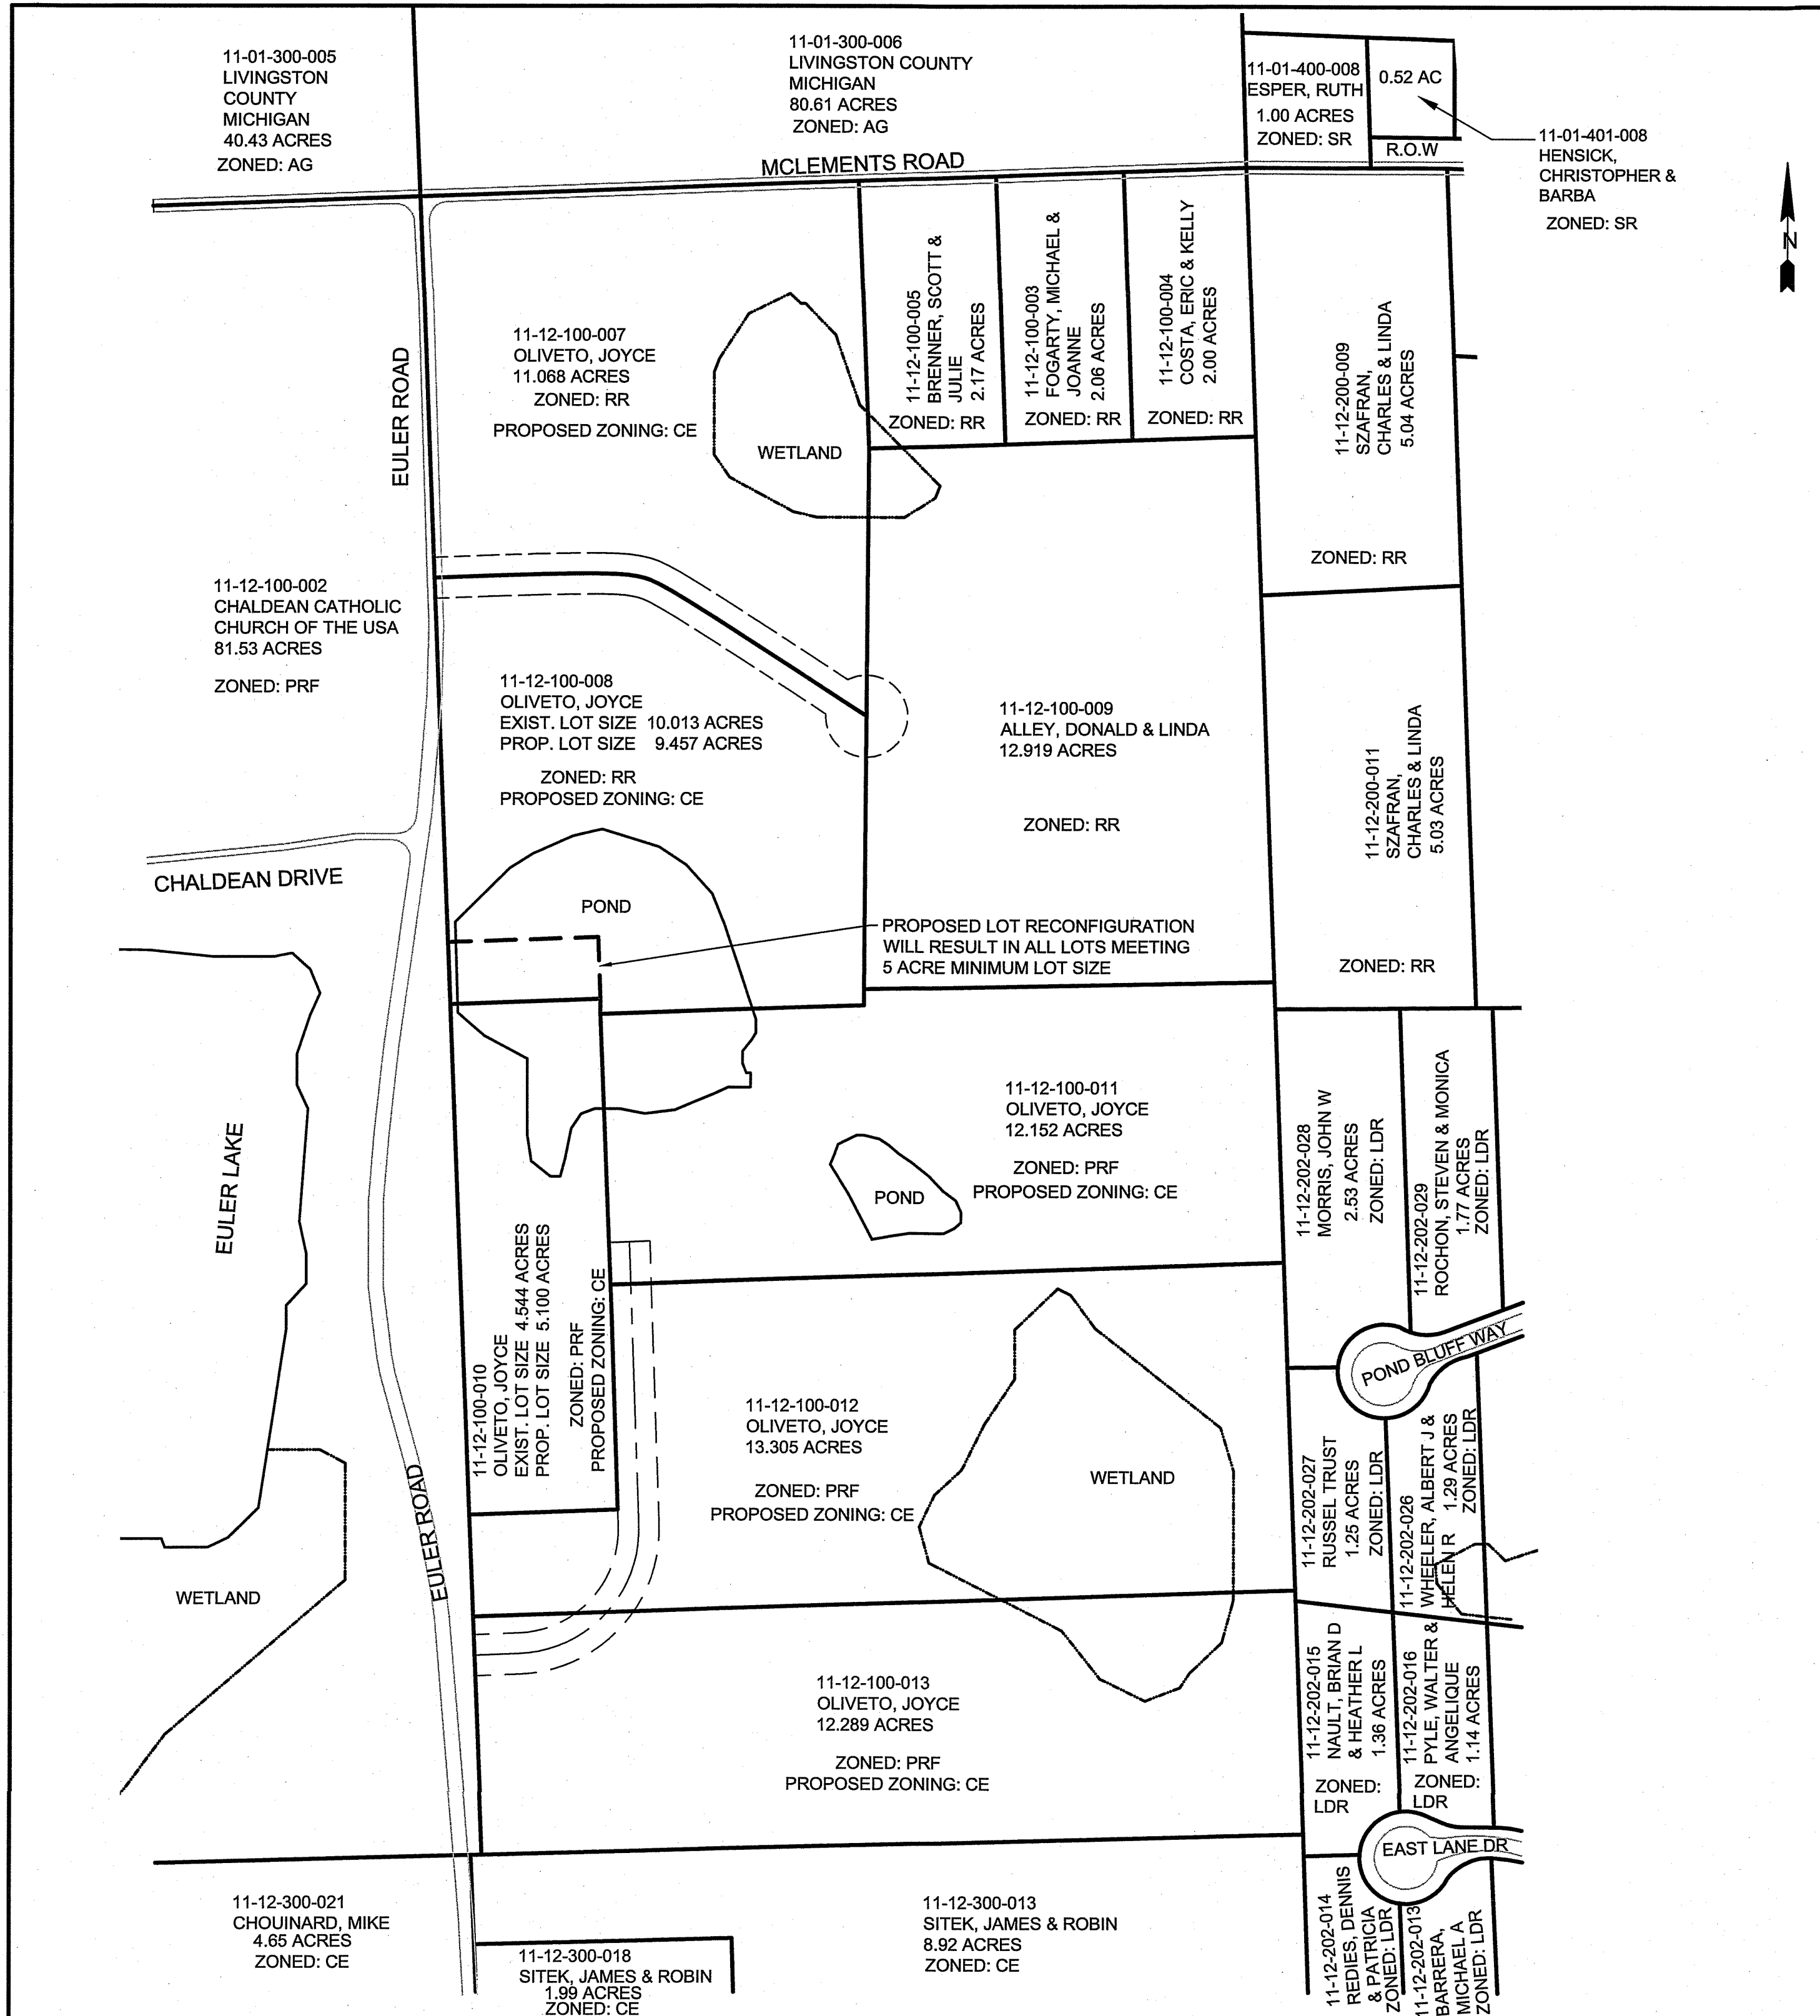 11-01-300-005
LIVINGSTON
COUNTY
MICHIGAN
40.43 ACRES
ZONED: AG
11-01-300-006
LIVINGSTON COUNTY
MICHIGAN
80.61 ACRES
ZONED: AG
11-01-400-008
ESPER, RUTH
1.00 ACRES
ZONED: SR
0.52 AC
R.O.W
11-01-401-008
HENSICK,
CHRISTOPHER &
BARBA
ZONED: SR
N
MCLEMENTS ROAD
EULER ROAD
11-12-100-007
OLIVETO, JOYCE
11.068 ACRES
ZONED: RR
PROPOSED ZONING: CE
WETLAND
11-12-100-005
BRENNER, SCOTT &
JULIE
2.17 ACRES
ZONED: RR
11-12-100-003
FOGARTY, MICHAEL &
JOANNE
2.06 ACRES
ZONED: RR
11-12-100-004
COSTA, ERIC & KELLY
2.00 ACRES
ZONED: RR
11-12-200-009
SZAFRAN,
CHARLES & LINDA
5.04 ACRES
ZONED: RR
11-12-100-002
CHALDEAN CATHOLIC
CHURCH OF THE USA
81.53 ACRES
ZONED: PRF
11-12-100-008
OLIVETO, JOYCE
EXIST. LOT SIZE 10.013 ACRES
PROP. LOT SIZE 9.457 ACRES
ZONED: RR
PROPOSED ZONING: CE
11-12-100-009
ALLEY, DONALD & LINDA
12.919 ACRES
ZONED: RR
11-12-200-011
SZAFRAN,
CHARLES & LINDA
5.03 ACRES
ZONED: RR
CHALDEAN DRIVE
POND
PROPOSED LOT RECONFIGURATION
WILL RESULT IN ALL LOTS MEETING
5 ACRE MINIMUM LOT SIZE
EULER LAKE
11-12-100-011
OLIVETO, JOYCE
12.152 ACRES
ZONED: PRF
PROPOSED ZONING: CE
POND
11-12-202-028
MORRIS, JOHN W
2.53 ACRES
ZONED: LDR
11-12-202-029
ROCHON, STEVEN & MONICA
1.77 ACRES
ZONED: LDR
11-12-100-010
OLIVETO, JOYCE
EXIST. LOT SIZE 4.544 ACRES
PROP. LOT SIZE 5.100 ACRES
ZONED: PRF
PROPOSED ZONING: CE
POND BLUFF WAY
11-12-100-012
OLIVETO, JOYCE
13.305 ACRES
ZONED: PRF
PROPOSED ZONING: CE
WETLAND
11-12-202-027
RUSSEL TRUST
1.25 ACRES
ZONED: LDR
11-12-202-026
WHEELER, ALBERT J &
HELEN R 1.29 ACRES
ZONED: LDR
EULER ROAD
WETLAND
11-12-100-013
OLIVETO, JOYCE
12.289 ACRES
ZONED: PRF
PROPOSED ZONING: CE
11-12-202-015
NAULT, BRIAN D
& HEATHER L
1.36 ACRES
ZONED:
LDR
11-12-202-016
PYLE, WALTER &
ANGELIQUE
1.14 ACRES
ZONED:
LDR
EAST LANE DR
11-12-300-021
CHOUINARD, MIKE
4.65 ACRES
ZONED: CE
11-12-300-018
SITEK, JAMES & ROBIN
1.99 ACRES
ZONED: CE
11-12-300-013
SITEK, JAMES & ROBIN
8.92 ACRES
ZONED: CE
11-12-202-014
REDIES, DENNIS
& PATRICIA
ZONED: LDR
11-12-202-013
BARRERA,
MICHAEL A
ZONED: LDR